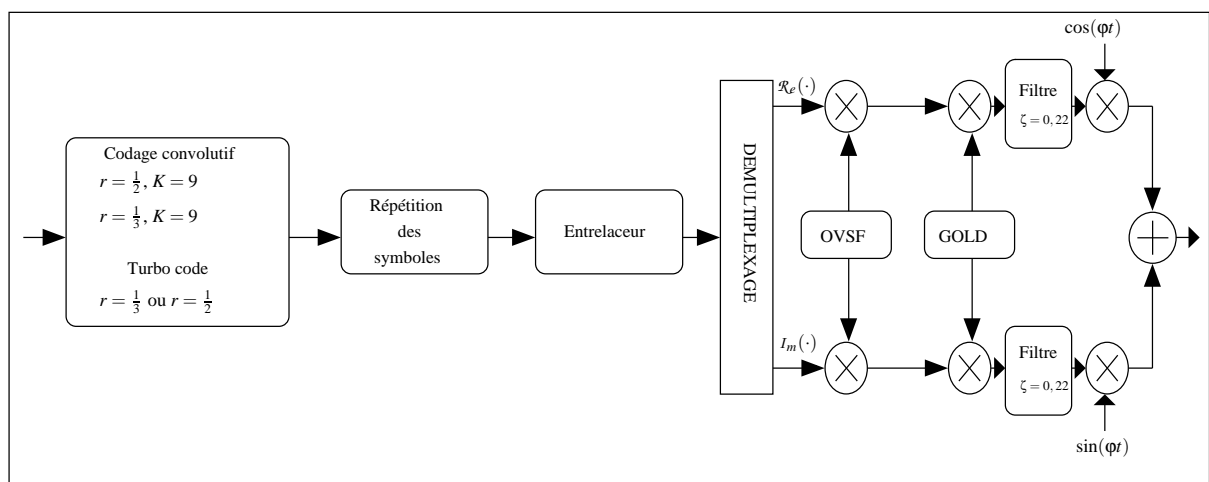 Codage convolutif
r = 1/2, K = 9
r = 1/3, K = 9
Turbo code
r = 1/3 ou r = 1/2
Répétition
des
symboles
Entrelaceur
DEMULTIPLEXAGE
ℛe(·)
Im(·)
OVSF
GOLD
Filtre
ζ = 0, 22
cos(φt)
Filtre
ζ = 0, 22
sin(φt)